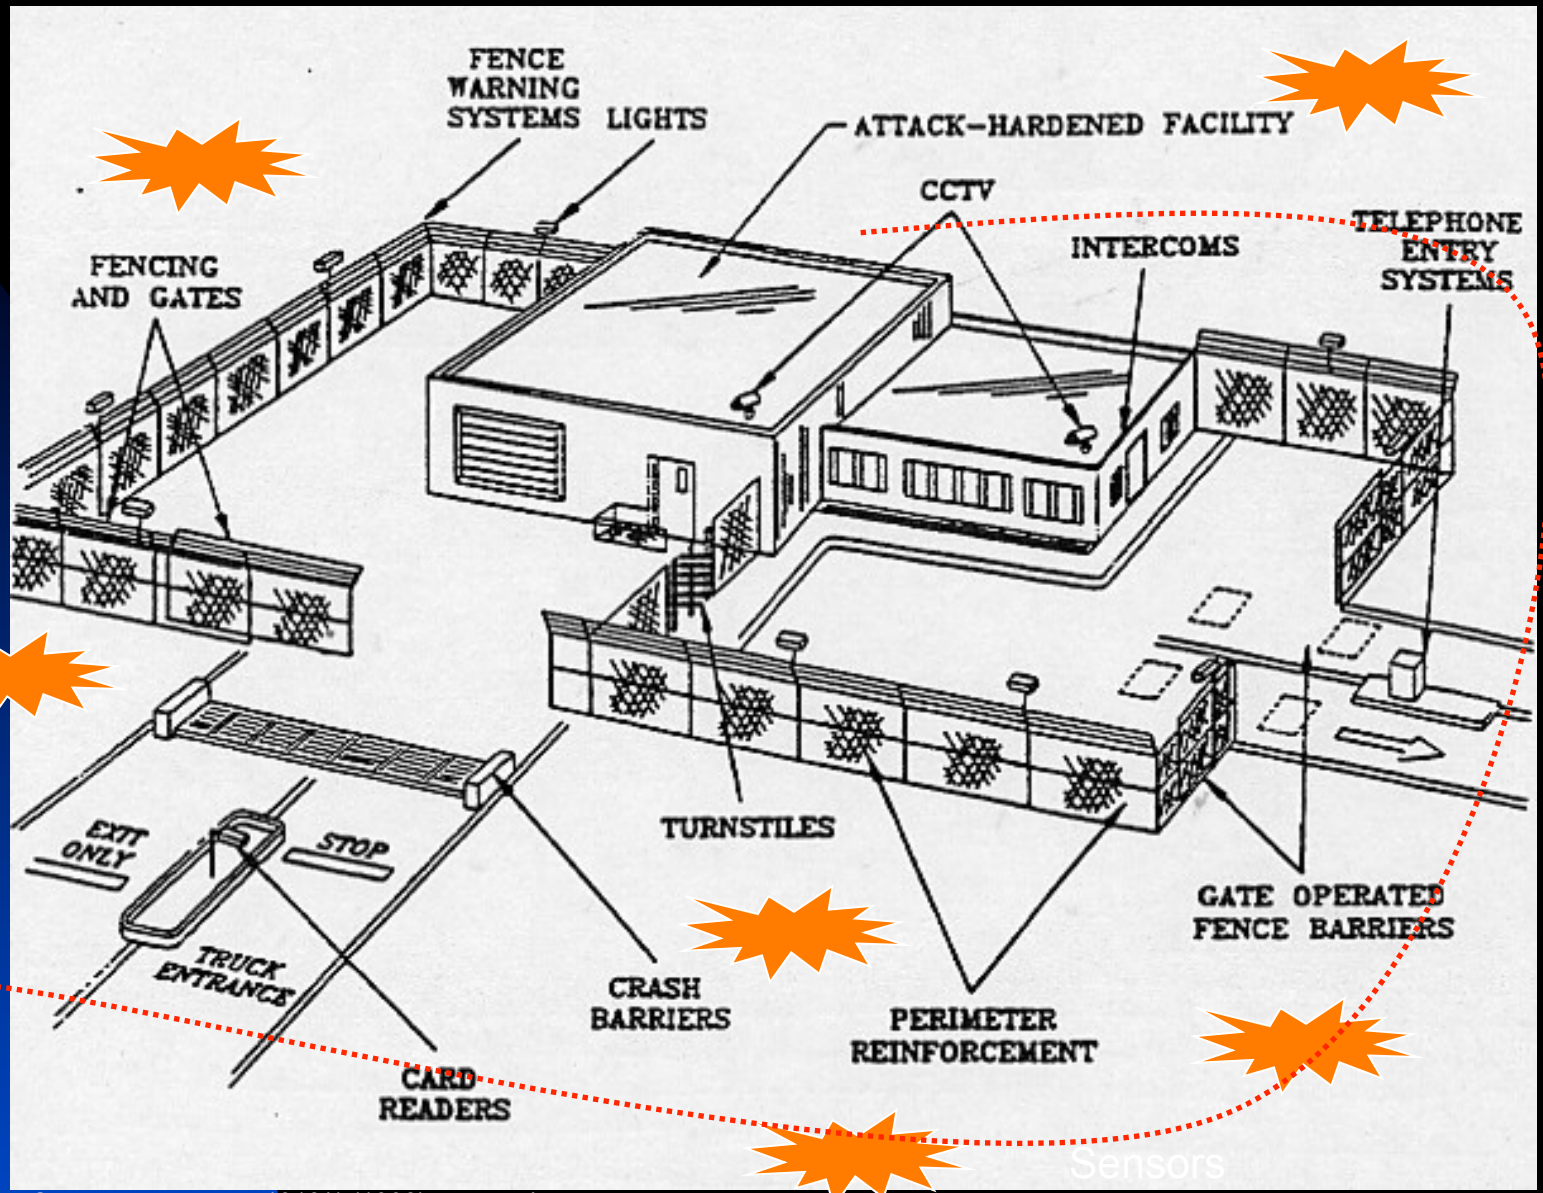 FENCE
WARNING
SYSTEMS
LIGHTS
ATTACK-HARDENED FACILITY
CCTV
INTERCOMS
TELEPHONE
ENTRY
SYSTEMS
FENCING
AND GATES
TURNSTILES
EXIT
ONLY
STOP
TRUCK
ENTRANCE
GATE OPERATED
FENCE BARRIERS
CRASH
BARRIERS
PERIMETER
REINFORCEMENT
CARD
READERS
Sensors